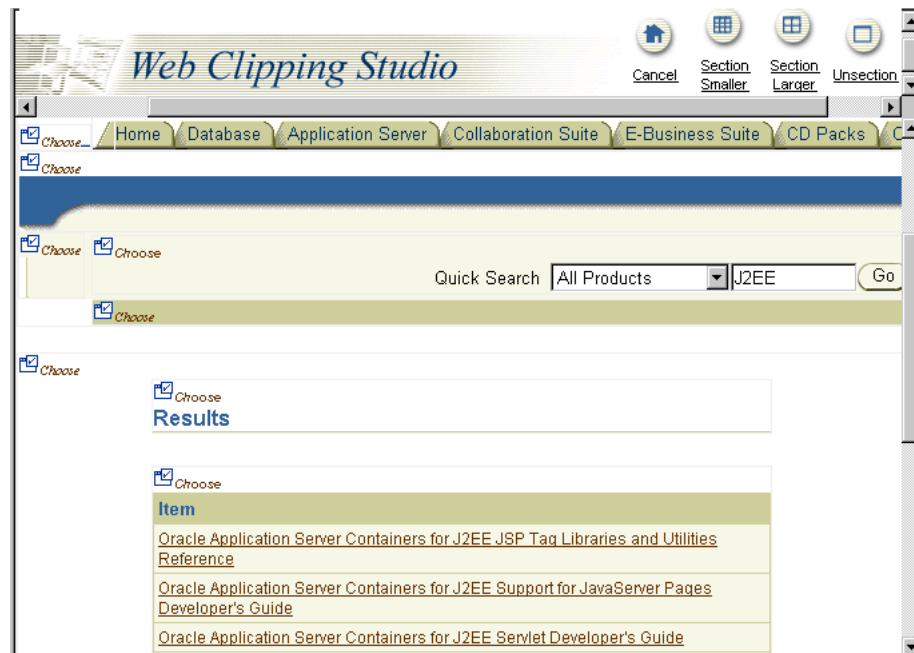 Web Clipping Studio
Cancel
Section Smaller
Section Larger
Unsection
Choose
Home Database Application Server Collaboration Suite E-Business Suite CD Packs
Choose
Choose
Choose
Quick Search All Products J2EE Go
Choose
Choose
Choose
Results
Choose
Item
Oracle Application Server Containers for J2EE JSP Tag Libraries and Utilities
Reference
Oracle Application Server Containers for J2EE Support for JavaServer Pages
Developer's Guide
Oracle Application Server Containers for J2EE Servlet Developer's Guide